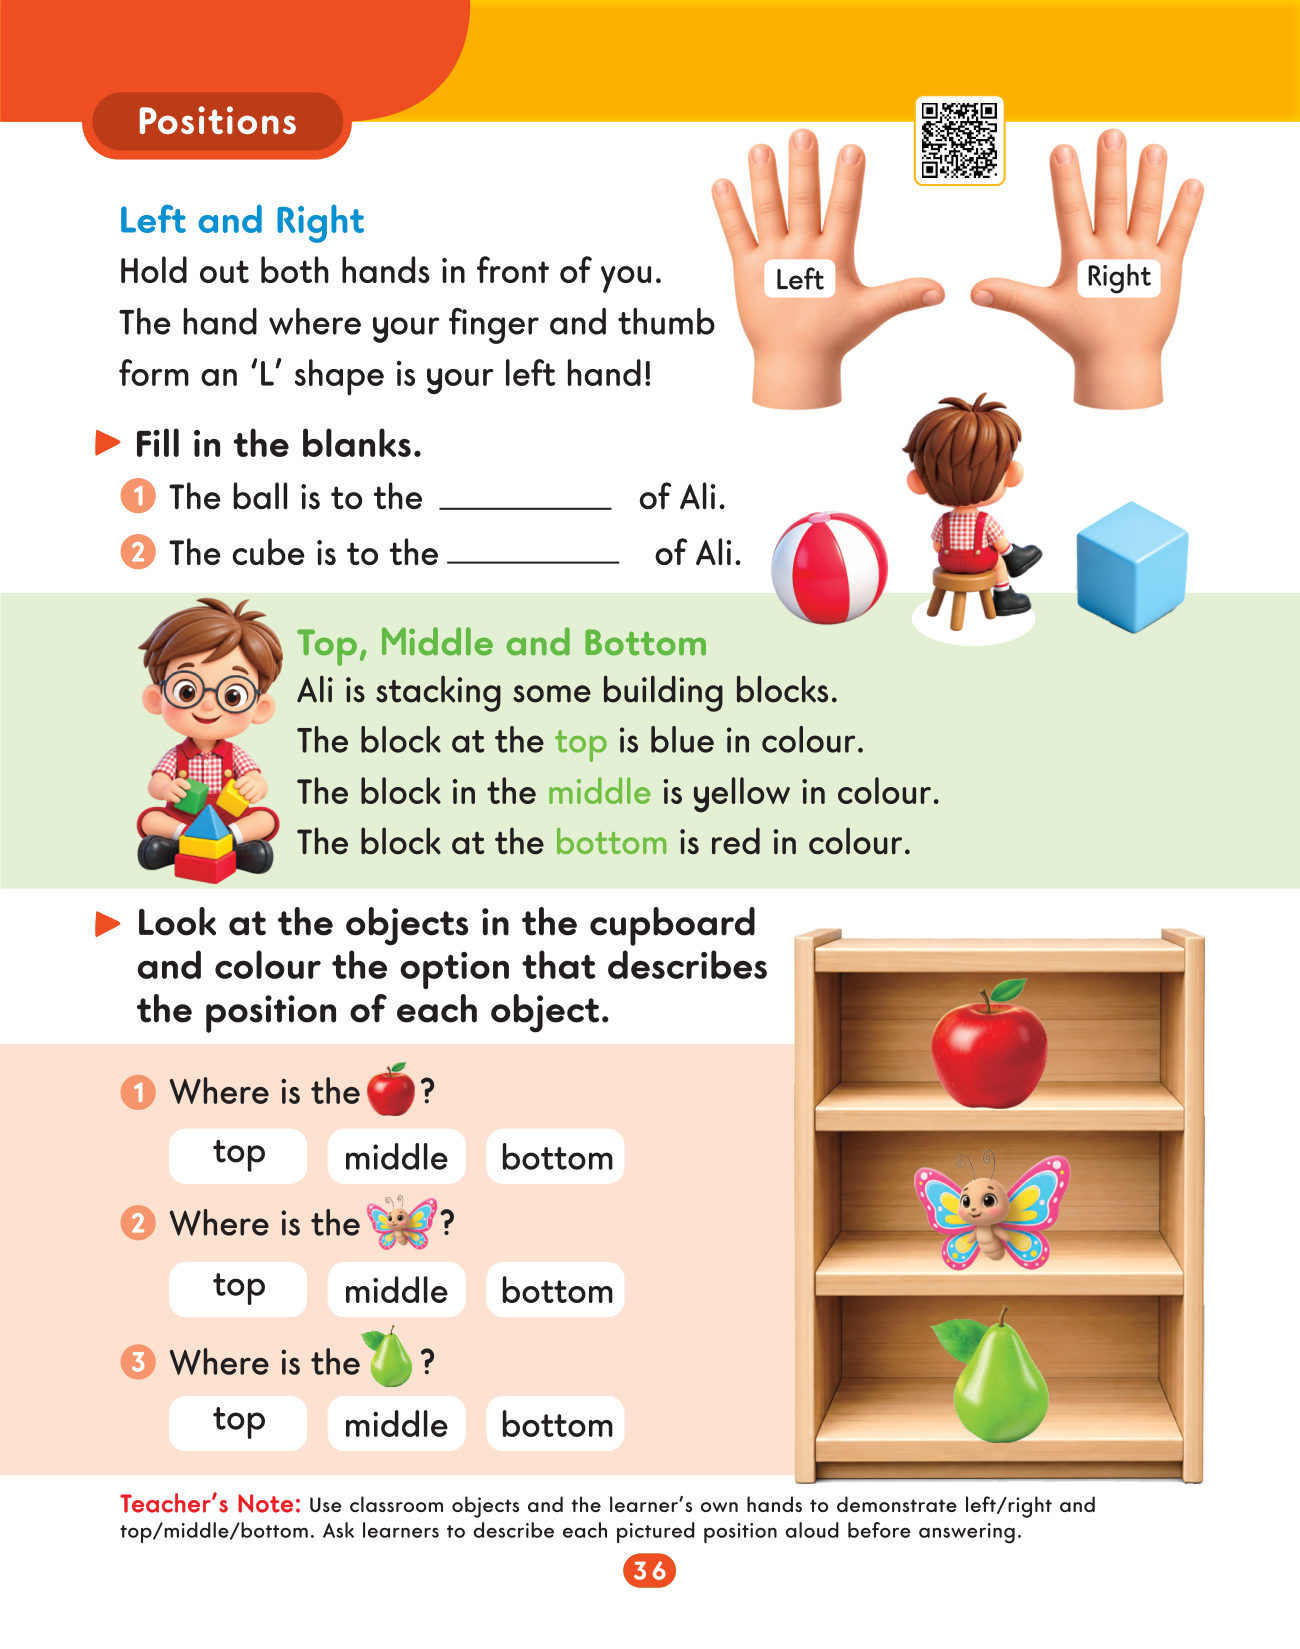 Positions
Left and Right
Hold out both hands in front of you.
The hand where your finger and thumb
form an ‘L’ shape is your left hand!
Left
Right
Fill in the blanks.
1 The ball is to the __________ of Ali.
2 The cube is to the __________ of Ali.
Top, Middle and Bottom
Ali is stacking some building blocks.
The block at the top is blue in colour.
The block in the middle is yellow in colour.
The block at the bottom is red in colour.
Look at the objects in the cupboard
and colour the option that describes
the position of each object.
1 Where is the ?
top middle bottom
2 Where is the ?
top middle bottom
3 Where is the ?
top middle bottom
Teacher’s Note: Use classroom objects and the learner’s own hands to demonstrate left/right and
top/middle/bottom. Ask learners to describe each pictured position aloud before answering.
36